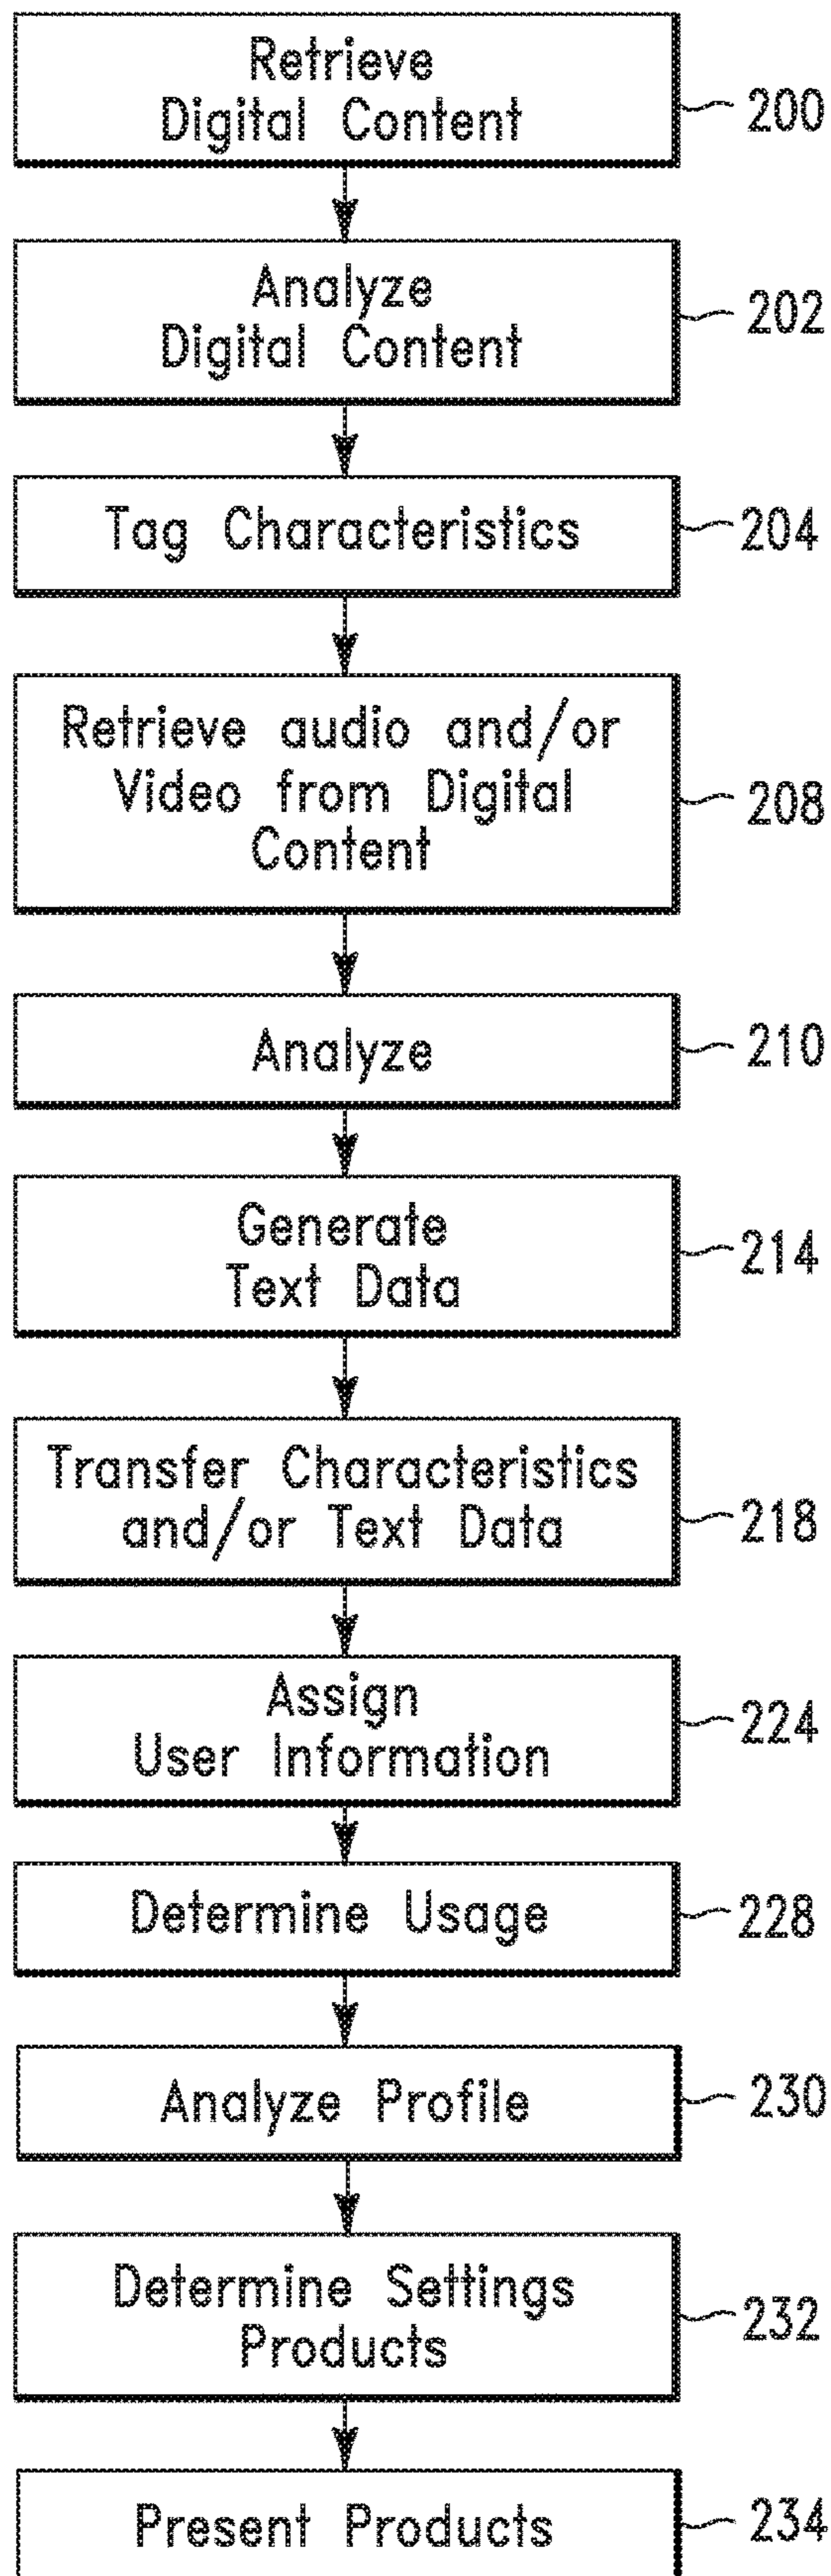 Retrieve
Digital Content
200
Analyze
Digital Content
202
Tag Characteristics
204
Retrieve audio and/or
Video from Digital
Content
208
Analyze
210
Generate
Text Data
214
Transfer Characteristics
and/or Text Data
218
Assign
User Information
224
Determine Usage
228
Analyze Profile
230
Determine Settings
Products
232
Present Products
234